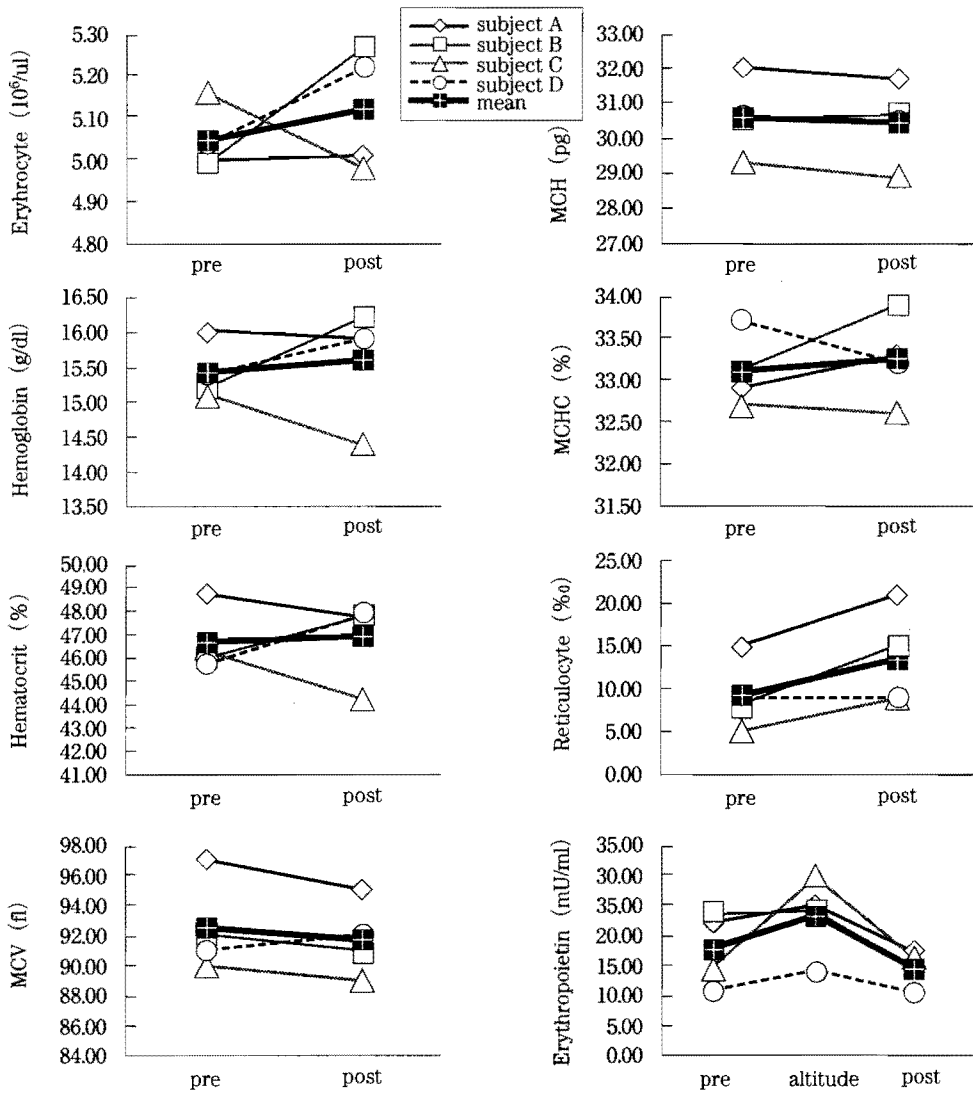 Eryhrocyte (10⁶/ul)
5.30
5.20
5.10
5.00
4.90
4.80
pre
post
subject A
subject B
subject C
subject D
mean
MCH (pg)
33.00
32.00
31.00
30.00
29.00
28.00
27.00
pre
post
Hemoglobin (g/dl)
16.50
16.00
15.50
15.00
14.50
14.00
13.50
pre
post
MCHC (%)
34.00
33.50
33.00
32.50
32.00
31.50
pre
post
Hematocrit (%)
50.00
49.00
48.00
47.00
46.00
45.00
44.00
43.00
42.00
41.00
pre
post
Reticulocyte (‰)
25.00
20.00
15.00
10.00
5.00
0.00
pre
post
MCV (fl)
98.00
96.00
94.00
92.00
90.00
88.00
86.00
84.00
pre
post
Erythropoietin (mU/ml)
35.00
30.00
35.00
20.00
15.00
10.00
5.00
0.00
pre
altitude
post